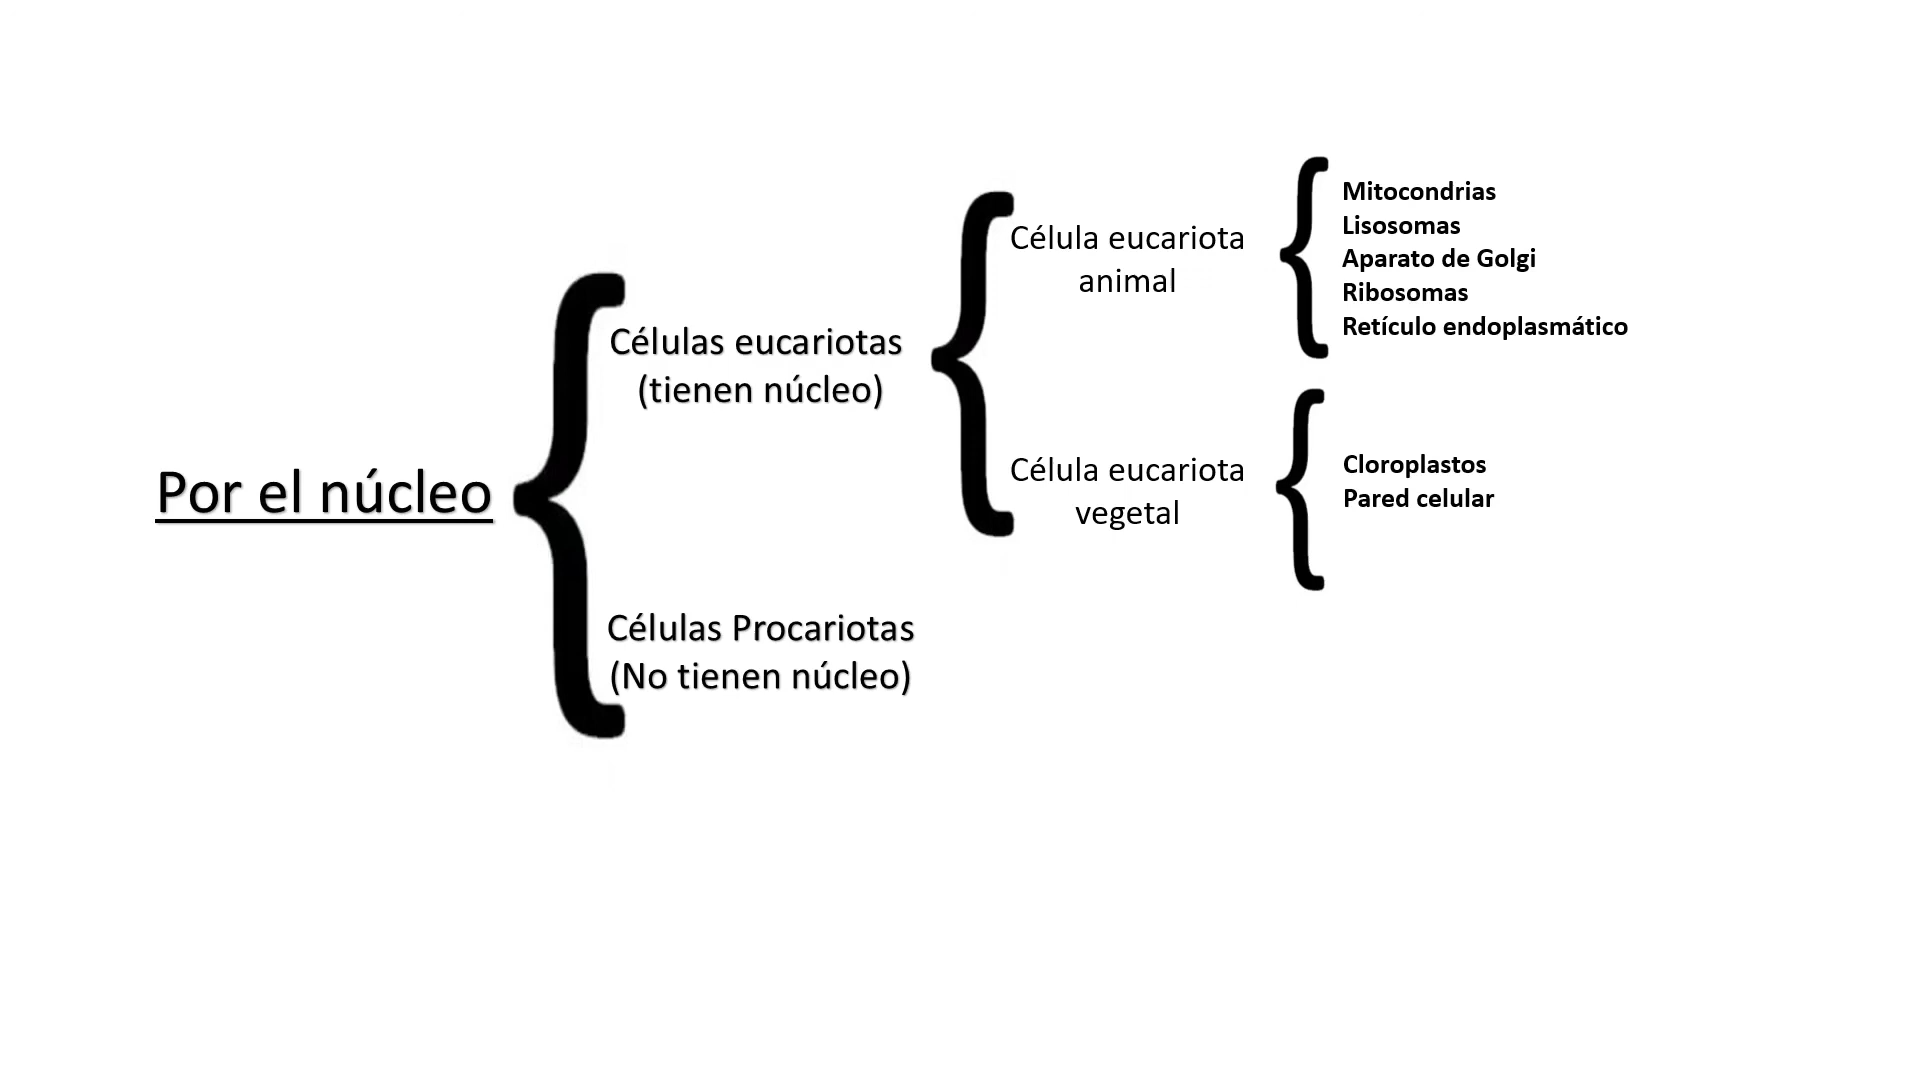 Por el núcleo
Células eucariotas
(tienen núcleo)
Célula eucariota
animal
Mitocondrias
Lisosomas
Aparato de Golgi
Ribosomas
Retículo endoplasmático
Célula eucariota
vegetal
Cloroplastos
Pared celular
Células Procariotas
(No tienen núcleo)